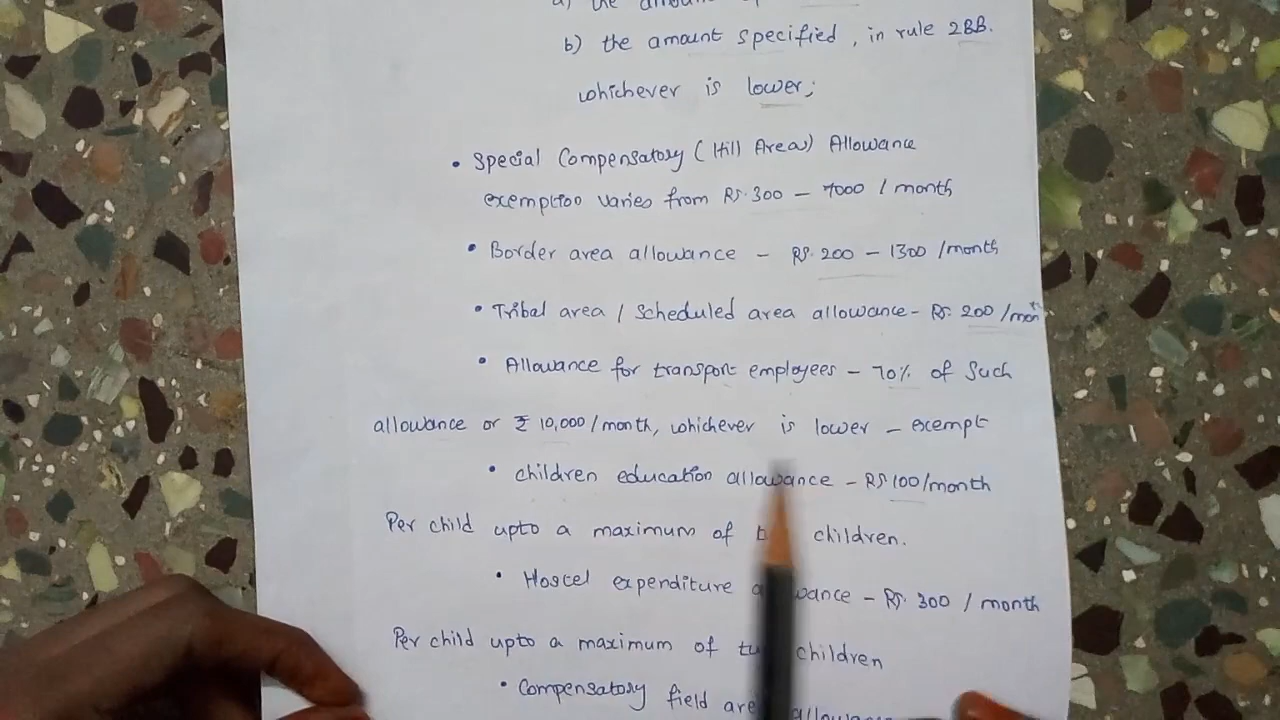 a) the amount
b) the amount specified, in rule 2BB.
whichever is lower;
• Special Compensatory (Hill Area) Allowance
exemption varies from Rs. 300 - 7000 / month
• Border area allowance - Rs. 200 - 1300 /month
• Tribal area / Scheduled area allowance - Rs. 200 /month
• Allowance for transport employees - 70% of such
allowance or ₹ 10,000 / month, whichever is lower - exempt
• children education allowance - Rs 100/month
Per child upto a maximum of children.
• Hostel expenditure - Rs. 300 / month
Per child upto a maximum of children
• Compensatory field area